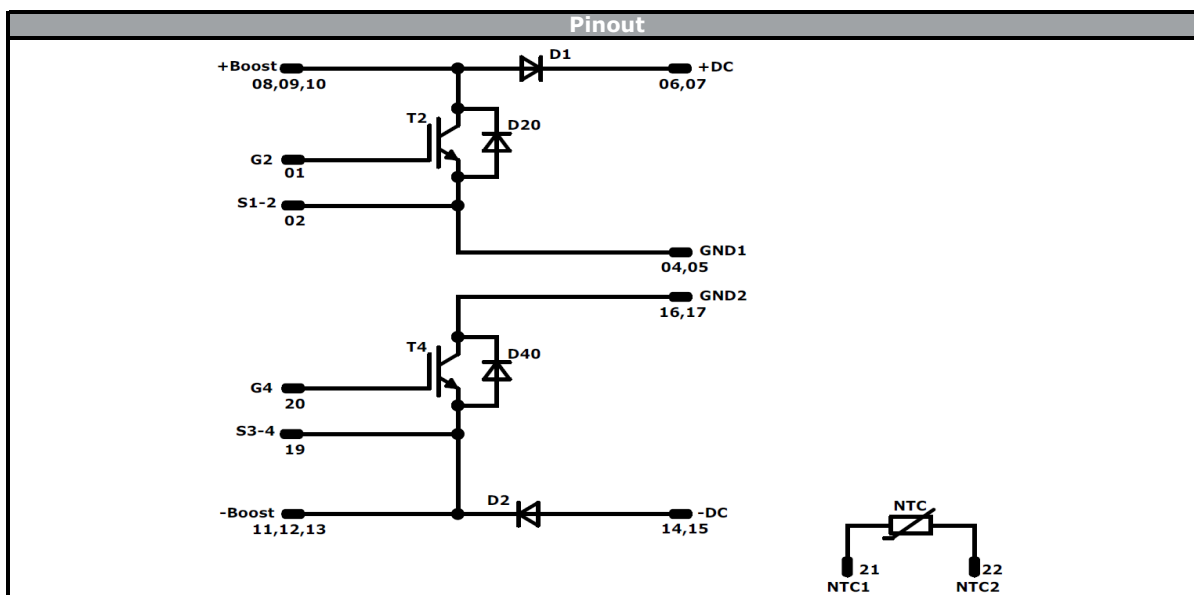 Pinout
D1
+Boost
+DC
08,09,10
06,07
T2
D20
G2
01
S1-2
02
GND1
04,05
GND2
16,17
T4
D40
G4
20
S3-4
19
D2
-Boost
-DC
11,12,13
14,15
NTC
21
22
NTC1
NTC2